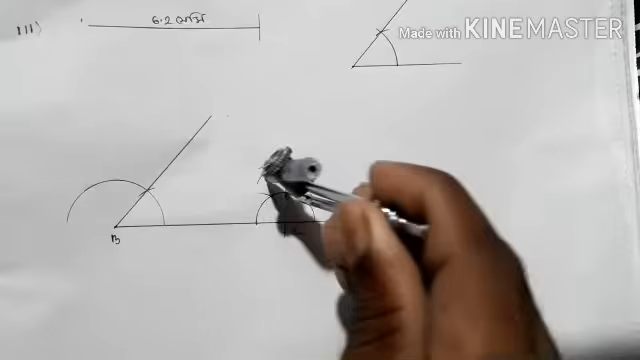 III)
6.2 সেমি
Made with KINEMASTER
B
C